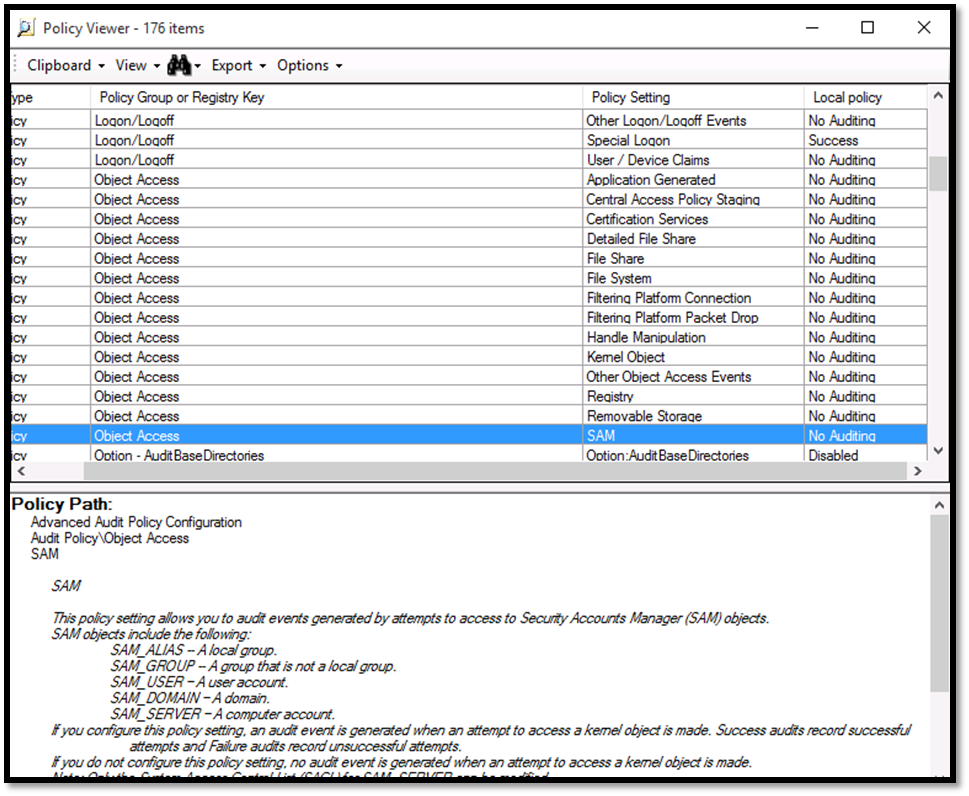 Policy Viewer - 176 items
Clipboard View Export Options
ype Policy Group or Registry Key Policy Setting Local policy
icy Logon/Logoff Other Logon/Logoff Events No Auditing
icy Logon/Logoff Special Logon Success
icy Logon/Logoff User / Device Claims No Auditing
icy Object Access Application Generated No Auditing
icy Object Access Central Access Policy Staging No Auditing
icy Object Access Certification Services No Auditing
icy Object Access Detailed File Share No Auditing
icy Object Access File Share No Auditing
icy Object Access File System No Auditing
icy Object Access Filtering Platform Connection No Auditing
icy Object Access Filtering Platform Packet Drop No Auditing
icy Object Access Handle Manipulation No Auditing
icy Object Access Kernel Object No Auditing
icy Object Access Other Object Access Events No Auditing
icy Object Access Registry No Auditing
icy Object Access Removable Storage No Auditing
icy Object Access SAM No Auditing
icy Option - AuditBaseDirectories Option:AuditBaseDirectories Disabled
Policy Path:
Advanced Audit Policy Configuration
Audit Policy\Object Access
SAM
SAM
This policy setting allows you to audit events generated by attempts to access to Security Accounts Manager (SAM) objects.
SAM objects include the following:
SAM_ALIAS -- A local group.
SAM_GROUP -- A group that is not a local group.
SAM_USER – A user account.
SAM_DOMAIN – A domain.
SAM_SERVER – A computer account.
If you configure this policy setting, an audit event is generated when an attempt to access a kernel object is made. Success audits record successful
attempts and Failure audits record unsuccessful attempts.
If you do not configure this policy setting, no audit event is generated when an attempt to access a kernel object is made.
Note: Only the System Access Control List (SACL) for SAM_SERVER can be modified.